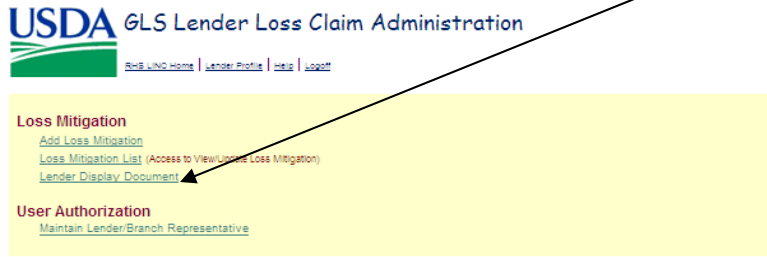 USDA GLS Lender Loss Claim Administration
RHS LINC Home | Lender Profile | Help | Logoff
Loss Mitigation
Add Loss Mitigation
Loss Mitigation List (Access to View/Update Loss Mitigation)
Lender Display Document
User Authorization
Maintain Lender/Branch Representative